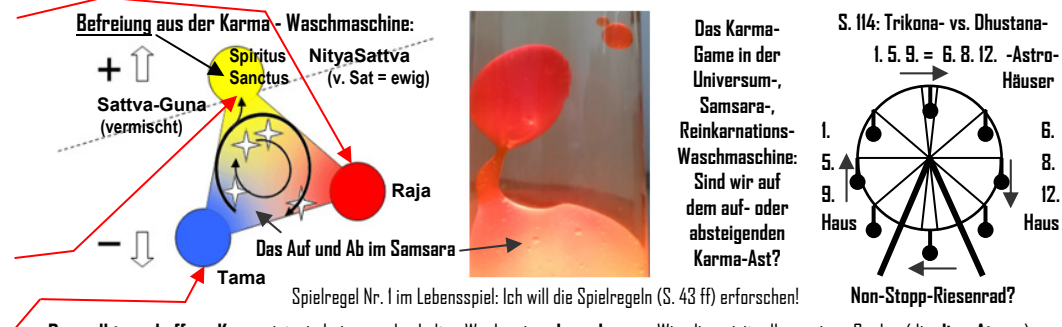 Befreiung aus der Karma - Waschmaschine:
Spiritus
Sanctus
NityaSattva
(v. Sat = ewig)
+
Sattva-Guna
(vermischt)
Raja
–
Das Auf und Ab im Samsara
Tama
Das Karma-
Game in der
Universum-,
Samsara-,
Reinkarnations-
Waschmaschine:
Sind wir auf
dem auf- oder
absteigenden
Karma-Ast?
S. 114: Trikona- vs. Dhustana-
1. 5. 9. = 6. 8. 12. -Astro-
Häuser
1.
5.
9.
Haus
6.
8.
12.
Haus
Non-Stopp-Riesenrad?
Spielregel Nr. 1 im Lebensspiel: Ich will die Spielregeln (S. 43 ff) erforschen!